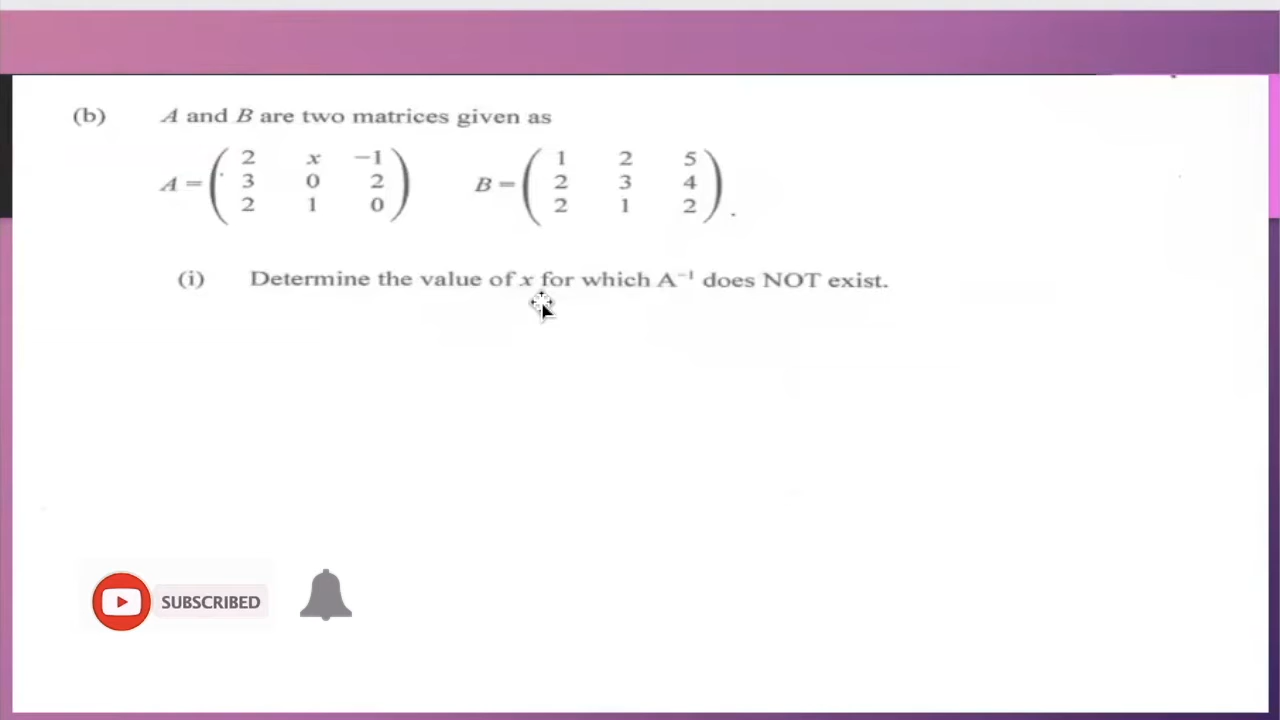 (b) A and B are two matrices given as
A = ( 2 x −1 B = ( 1 2 5
3 0 2 2 3 4
2 1 0 ) 2 1 2 ) .
(i) Determine the value of x for which A⁻¹ does NOT exist.
SUBSCRIBED